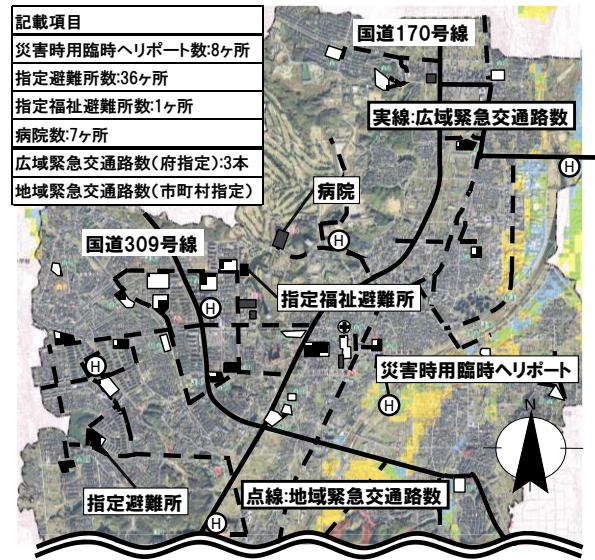 記載項目
災害時用臨時ヘリポート数:8ヶ所
指定避難所数:36ヶ所
指定福祉避難所数:1ヶ所
病院数:7ヶ所
広域緊急交通路数(府指定):3本
地域緊急交通路数(市町村指定)
国道170号線
実線:広域緊急交通路数
H
病院
国道309号線
H
指定福祉避難所
H
災害時用臨時ヘリポート
H
H
N
指定避難所
点線:地域緊急交通路数
H